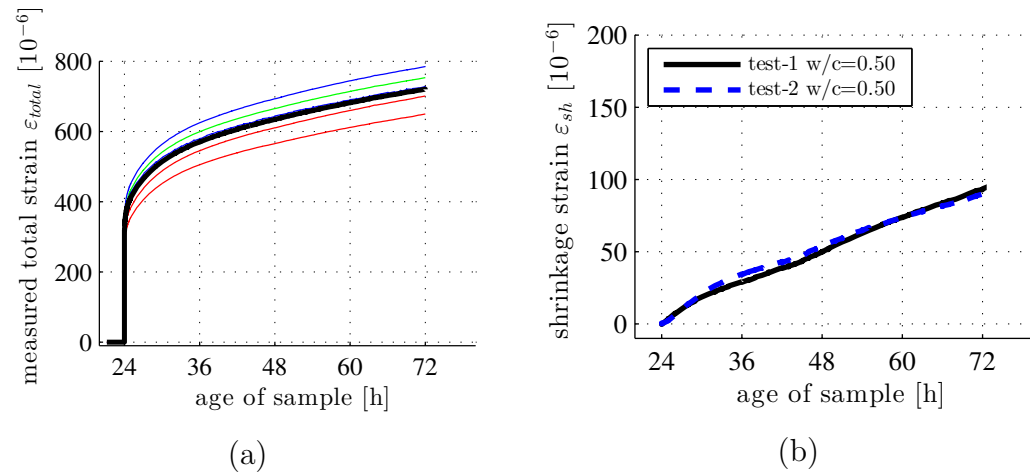 measured total strain ε_total [10⁻⁶]
800
600
400
200
0
24 36 48 60 72
age of sample [h]
(a)
shrinkage strain ε_sh [10⁻⁶]
200
150
100
50
0
test-1 w/c=0.50
test-2 w/c=0.50
24 36 48 60 72
age of sample [h]
(b)